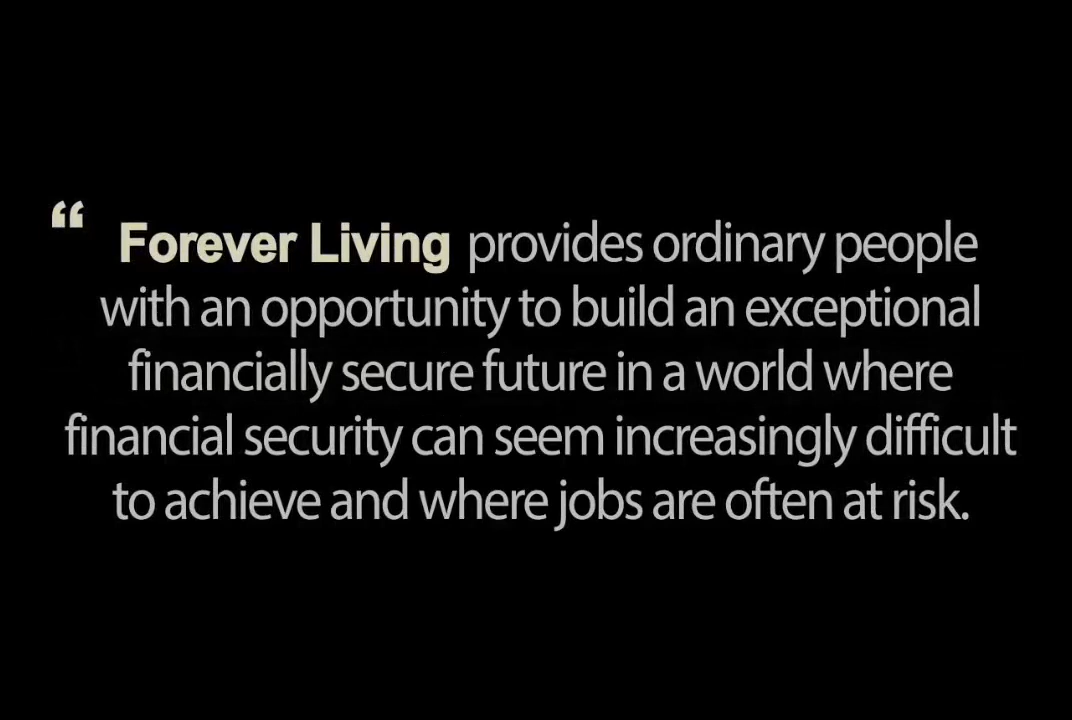 “ Forever Living provides ordinary people
with an opportunity to build an exceptional
financially secure future in a world where
financial security can seem increasingly difficult
to achieve and where jobs are often at risk.